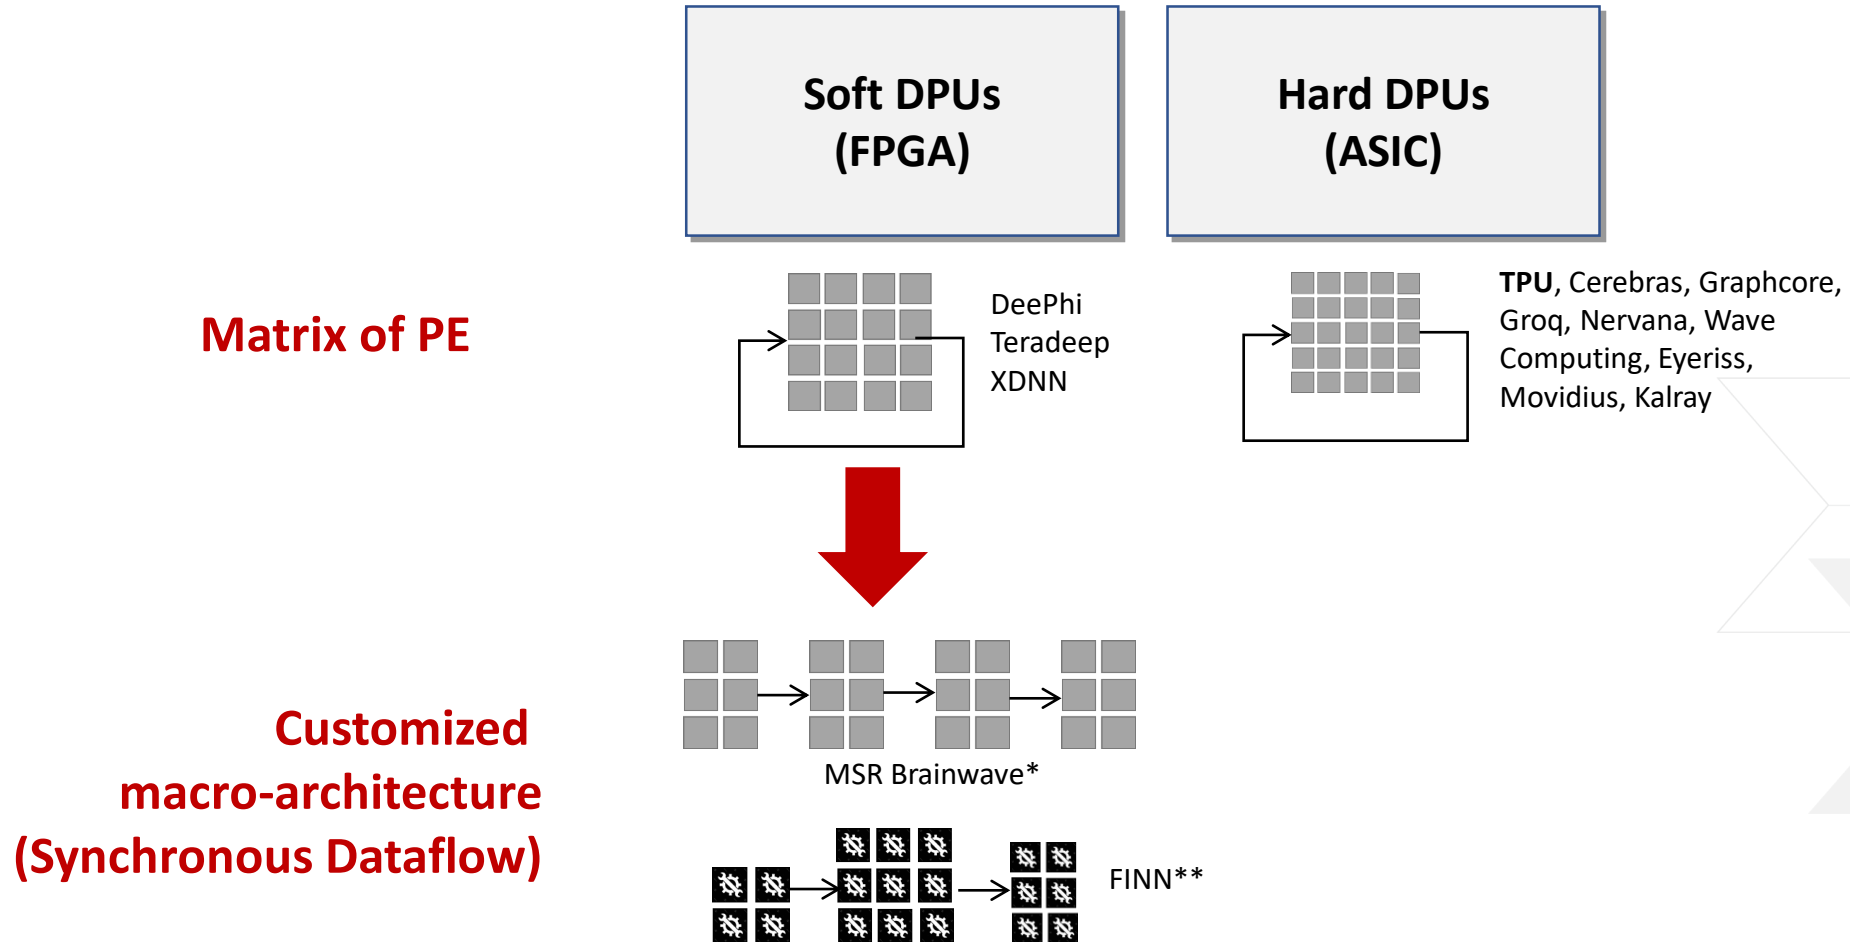 Soft DPUs
(FPGA)
Hard DPUs
(ASIC)
Matrix of PE
DeePhi
Teradeep
XDNN
TPU, Cerebras, Graphcore,
Groq, Nervana, Wave
Computing, Eyeriss,
Movidius, Kalray
Customized
macro-architecture
(Synchronous Dataflow)
MSR Brainwave*
FINN**